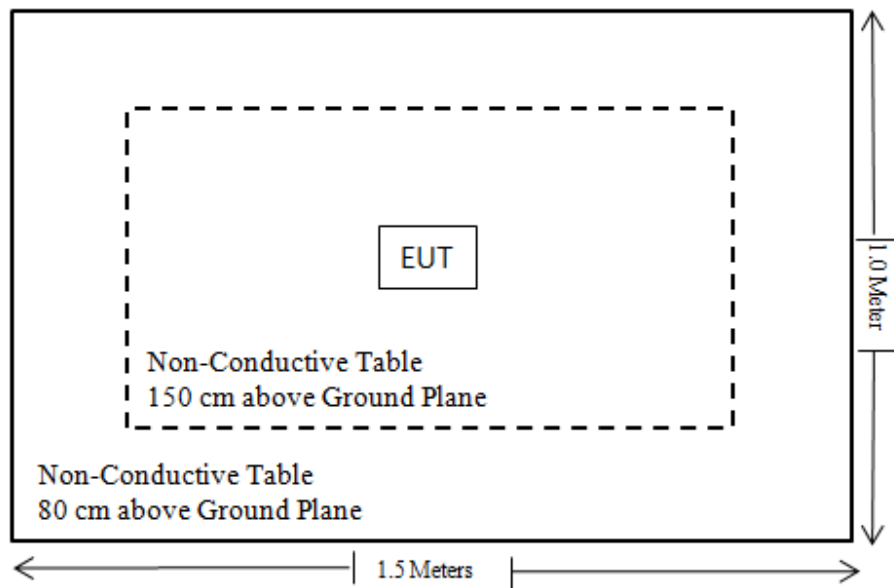 EUT
Non-Conductive Table
150 cm above Ground Plane
Non-Conductive Table
80 cm above Ground Plane
1.0 Meter
1.5 Meters